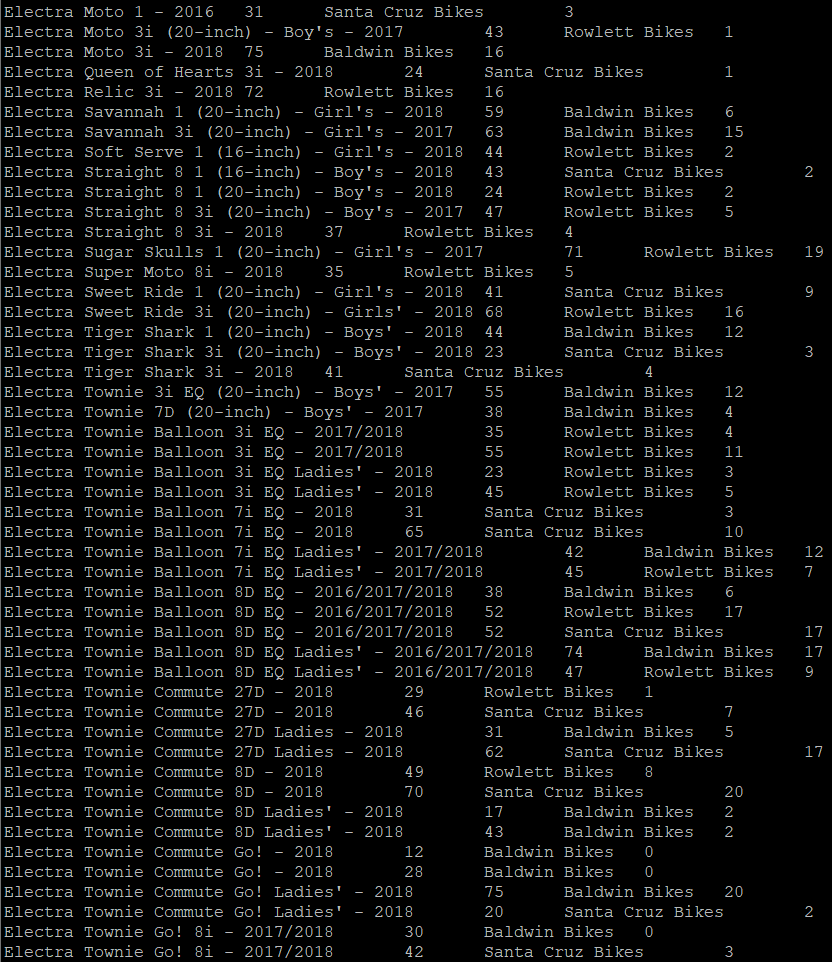 Electra Moto 1 - 2016	31	Santa Cruz Bikes	3
Electra Moto 3i (20-inch) - Boy's - 2017	43	Rowlett Bikes	1
Electra Moto 3i - 2018	75	Baldwin Bikes	16
Electra Queen of Hearts 3i - 2018	24	Santa Cruz Bikes	1
Electra Relic 3i - 2018	72	Rowlett Bikes	16
Electra Savannah 1 (20-inch) - Girl's - 2018	59	Baldwin Bikes	6
Electra Savannah 3i (20-inch) - Girl's - 2017	63	Baldwin Bikes	15
Electra Soft Serve 1 (16-inch) - Girl's - 2018	44	Rowlett Bikes	2
Electra Straight 8 1 (16-inch) - Boy's - 2018	43	Santa Cruz Bikes	2
Electra Straight 8 1 (20-inch) - Boy's - 2018	24	Rowlett Bikes	2
Electra Straight 8 3i (20-inch) - Boy's - 2017	47	Rowlett Bikes	5
Electra Straight 8 3i - 2018	37	Rowlett Bikes	4
Electra Sugar Skulls 1 (20-inch) - Girl's - 2017	71	Rowlett Bikes	19
Electra Super Moto 8i - 2018	35	Rowlett Bikes	5
Electra Sweet Ride 1 (20-inch) - Girl's - 2018	41	Santa Cruz Bikes	9
Electra Sweet Ride 3i (20-inch) - Girls' - 2018	68	Rowlett Bikes	16
Electra Tiger Shark 1 (20-inch) - Boys' - 2018	44	Baldwin Bikes	12
Electra Tiger Shark 3i (20-inch) - Boys' - 2018	23	Santa Cruz Bikes	3
Electra Tiger Shark 3i - 2018	41	Santa Cruz Bikes	4
Electra Townie 3i EQ (20-inch) - Boys' - 2017	55	Baldwin Bikes	12
Electra Townie 7D (20-inch) - Boys' - 2017	38	Baldwin Bikes	4
Electra Townie Balloon 3i EQ - 2017/2018	35	Rowlett Bikes	4
Electra Townie Balloon 3i EQ - 2017/2018	55	Rowlett Bikes	11
Electra Townie Balloon 3i EQ Ladies' - 2018	23	Rowlett Bikes	3
Electra Townie Balloon 3i EQ Ladies' - 2018	45	Rowlett Bikes	5
Electra Townie Balloon 7i EQ - 2018	31	Santa Cruz Bikes	3
Electra Townie Balloon 7i EQ - 2018	65	Santa Cruz Bikes	10
Electra Townie Balloon 7i EQ Ladies' - 2017/2018	42	Baldwin Bikes	12
Electra Townie Balloon 7i EQ Ladies' - 2017/2018	45	Rowlett Bikes	7
Electra Townie Balloon 8D EQ - 2016/2017/2018	38	Baldwin Bikes	6
Electra Townie Balloon 8D EQ - 2016/2017/2018	52	Rowlett Bikes	17
Electra Townie Balloon 8D EQ - 2016/2017/2018	52	Santa Cruz Bikes	17
Electra Townie Balloon 8D EQ Ladies' - 2016/2017/2018	74	Baldwin Bikes	17
Electra Townie Balloon 8D EQ Ladies' - 2016/2017/2018	47	Rowlett Bikes	9
Electra Townie Commute 27D - 2018	29	Rowlett Bikes	1
Electra Townie Commute 27D - 2018	46	Santa Cruz Bikes	7
Electra Townie Commute 27D Ladies - 2018	31	Baldwin Bikes	5
Electra Townie Commute 27D Ladies - 2018	62	Santa Cruz Bikes	17
Electra Townie Commute 8D - 2018	49	Rowlett Bikes	8
Electra Townie Commute 8D - 2018	70	Santa Cruz Bikes	20
Electra Townie Commute 8D Ladies' - 2018	17	Baldwin Bikes	2
Electra Townie Commute 8D Ladies' - 2018	43	Baldwin Bikes	2
Electra Townie Commute Go! - 2018	12	Baldwin Bikes	0
Electra Townie Commute Go! - 2018	28	Baldwin Bikes	0
Electra Townie Commute Go! Ladies' - 2018	75	Baldwin Bikes	20
Electra Townie Commute Go! Ladies' - 2018	20	Santa Cruz Bikes	2
Electra Townie Go! 8i - 2017/2018	30	Baldwin Bikes	0
Electra Townie Go! 8i - 2017/2018	42	Santa Cruz Bikes	3